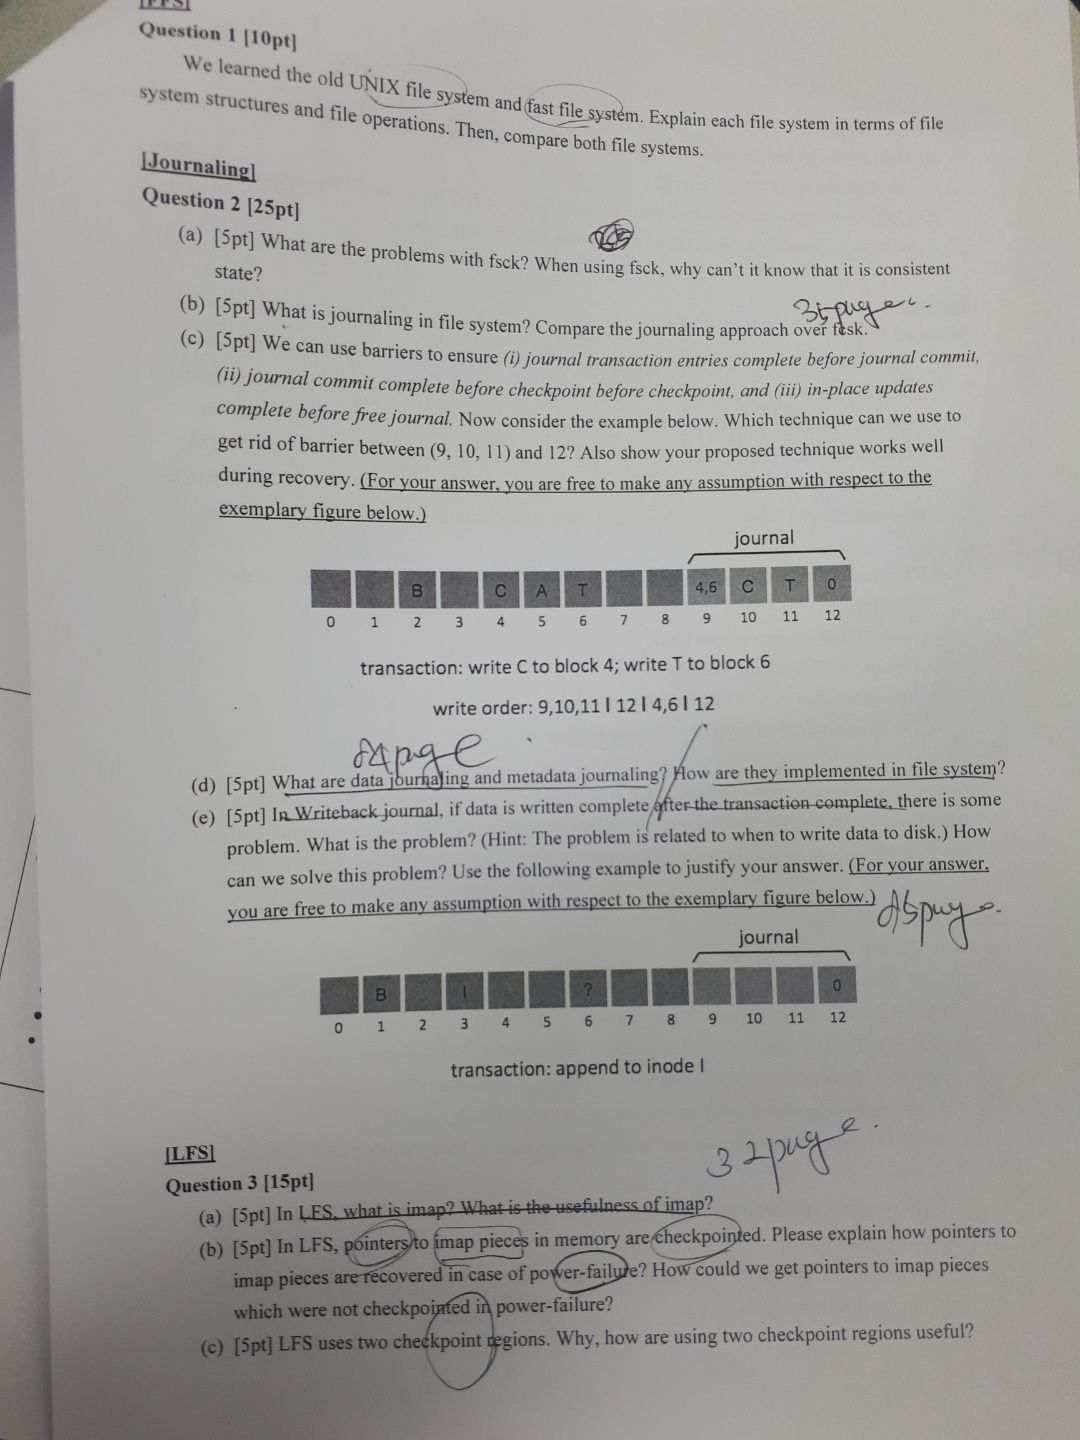 [FFS]
Question 1 [10pt]
We learned the old UNIX file system and fast file system. Explain each file system in terms of file
system structures and file operations. Then, compare both file systems.
[Journaling]
Question 2 [25pt]
(a) [5pt] What are the problems with fsck? When using fsck, why can't it know that it is consistent
state?
35page
(b) [5pt] What is journaling in file system? Compare the journaling approach over fcsk.
(c) [5pt] We can use barriers to ensure (i) journal transaction entries complete before journal commit,
(ii) journal commit complete before checkpoint before checkpoint, and (iii) in-place updates
complete before free journal. Now consider the example below. Which technique can we use to
get rid of barrier between (9, 10, 11) and 12? Also show your proposed technique works well
during recovery. (For your answer, you are free to make any assumption with respect to the
exemplary figure below.)
journal
B C A T 4,6 C T 0
0 1 2 3 4 5 6 7 8 9 10 11 12
transaction: write C to block 4; write T to block 6
write order: 9,10,11 | 12 | 4,6 | 12
page
(d) [5pt] What are data journaling and metadata journaling? How are they implemented in file system?
(e) [5pt] In Writeback journal, if data is written complete after the transaction complete, there is some
problem. What is the problem? (Hint: The problem is related to when to write data to disk.) How
can we solve this problem? Use the following example to justify your answer. (For your answer,
you are free to make any assumption with respect to the exemplary figure below.)
journal
B I ? 0
0 1 2 3 4 5 6 7 8 9 10 11 12
transaction: append to inode I
32page.
[LFS]
Question 3 [15pt]
(a) [5pt] In LFS, what is imap? What is the usefulness of imap?
(b) [5pt] In LFS, pointers to imap pieces in memory are checkpointed. Please explain how pointers to
imap pieces are recovered in case of power-failure? How could we get pointers to imap pieces
which were not checkpointed in power-failure?
(c) [5pt] LFS uses two checkpoint regions. Why, how are using two checkpoint regions useful?